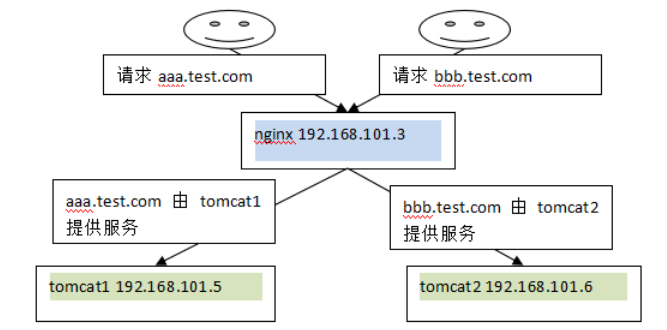 请求 aaa.test.com
请求 bbb.test.com
nginx 192.168.101.3
aaa.test.com 由 tomcat1
提供服务
bbb.test.com 由 tomcat2
提供服务
tomcat1 192.168.101.5
tomcat2 192.168.101.6